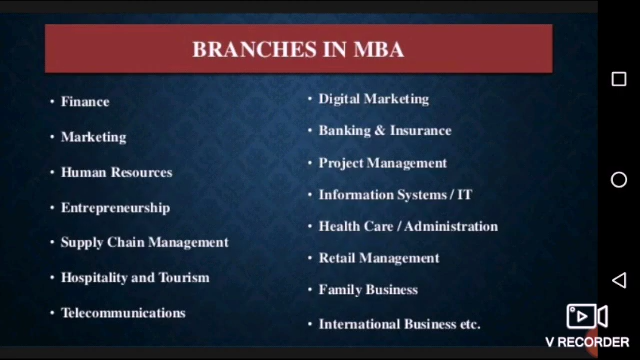 BRANCHES IN MBA
• Finance
• Marketing
• Human Resources
• Entrepreneurship
• Supply Chain Management
• Hospitality and Tourism
• Telecommunications
• Digital Marketing
• Banking & Insurance
• Project Management
• Information Systems / IT
• Health Care / Administration
• Retail Management
• Family Business
• International Business etc.
V RECORDER